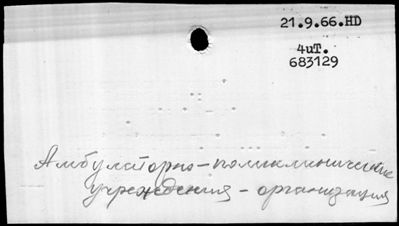 21.9.66.HD
4uT.
683129
Амбулаторно-поликлинические
учреждения - организация